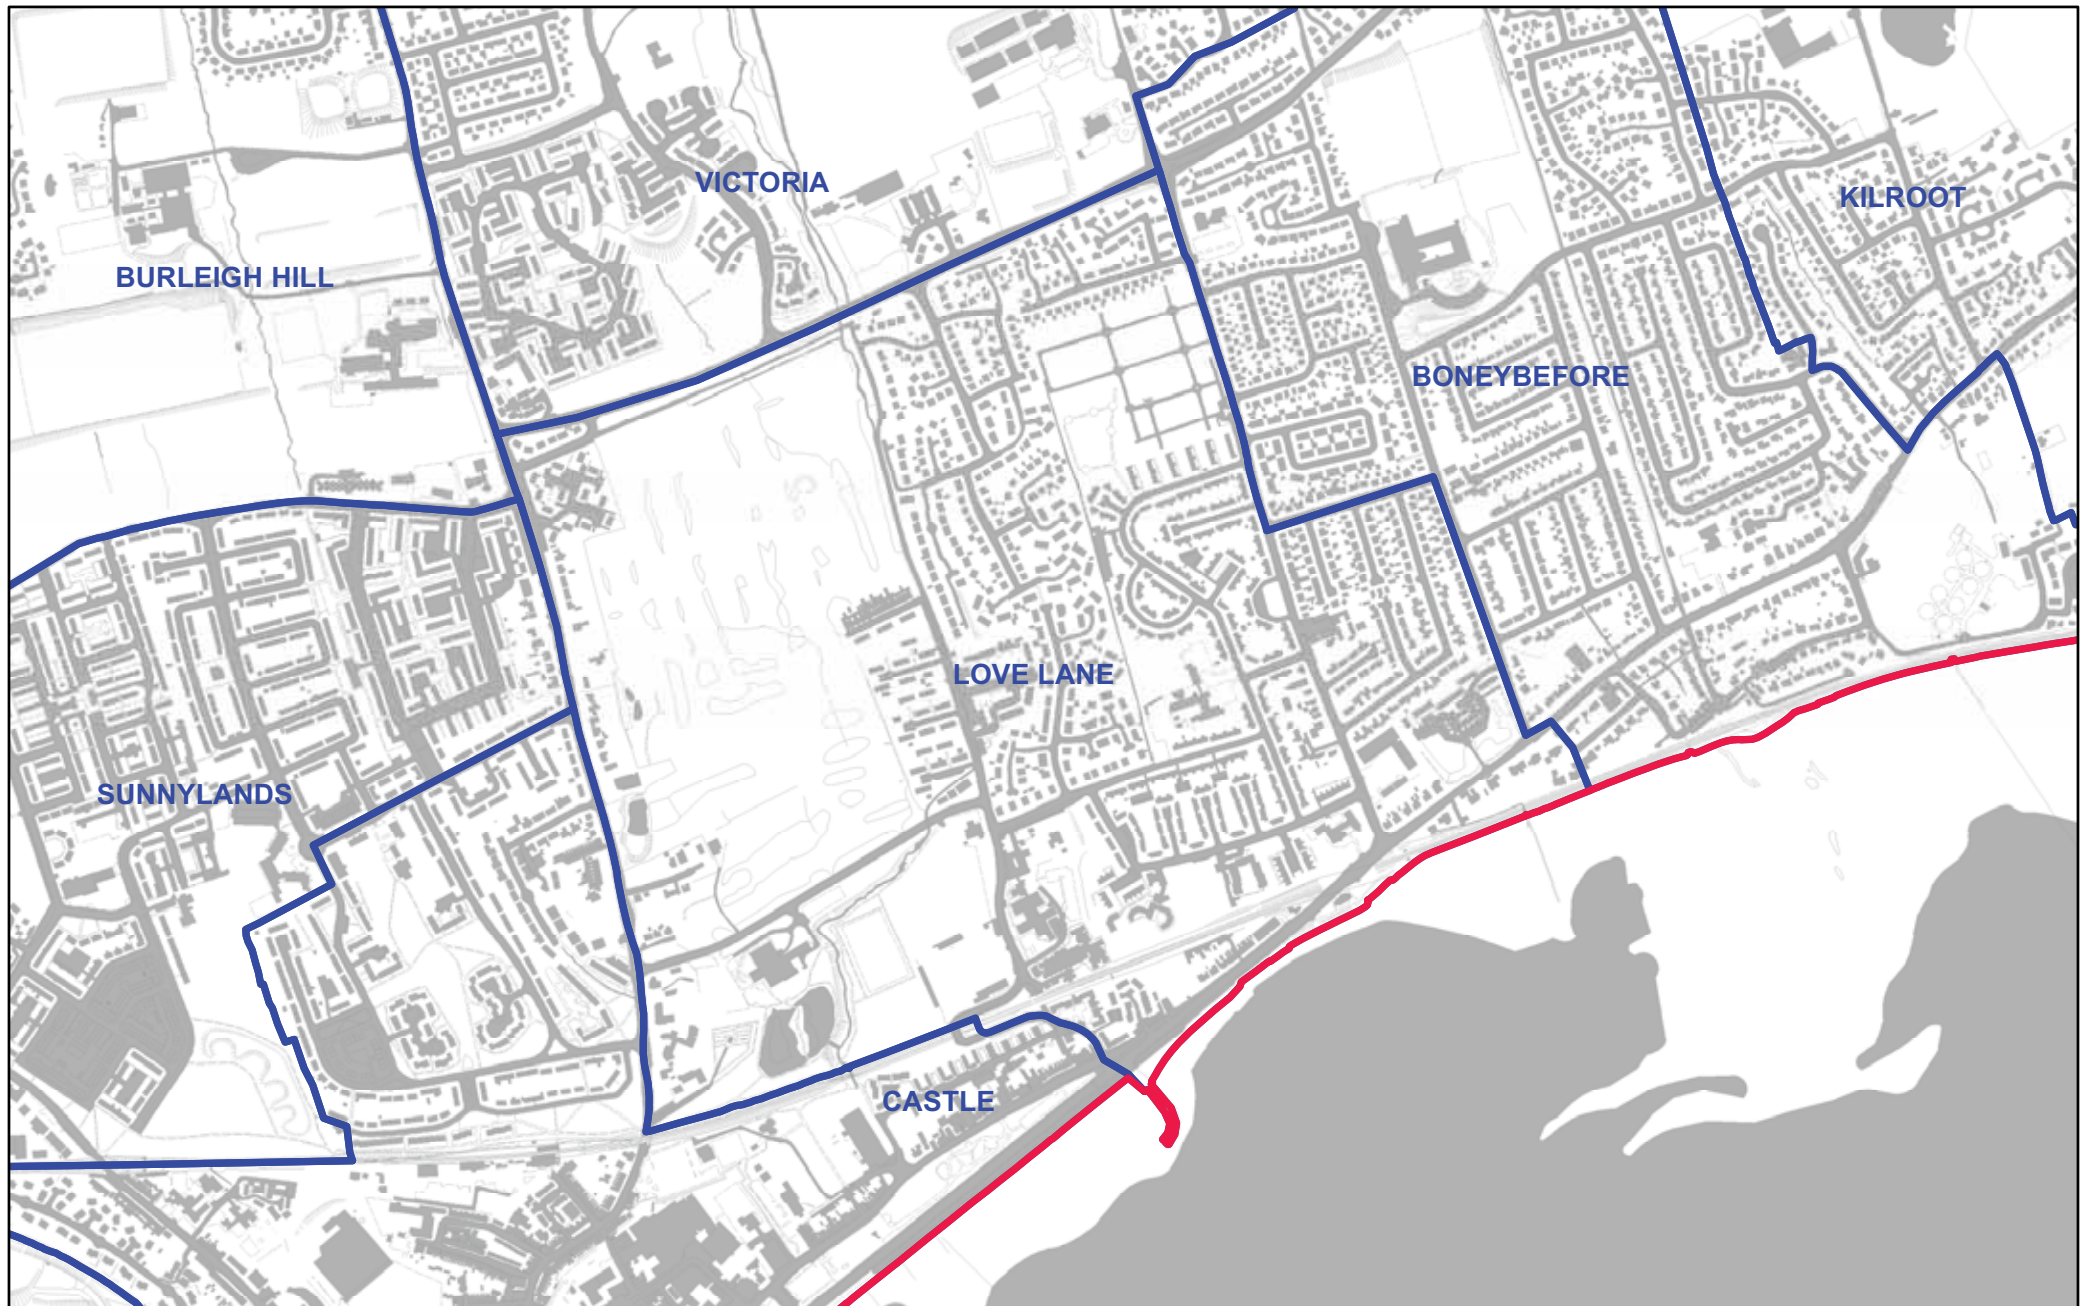 VICTORIA
KILROOT
BURLEIGH HILL
BONEYBEFORE
LOVE LANE
SUNNYLANDS
CASTLE